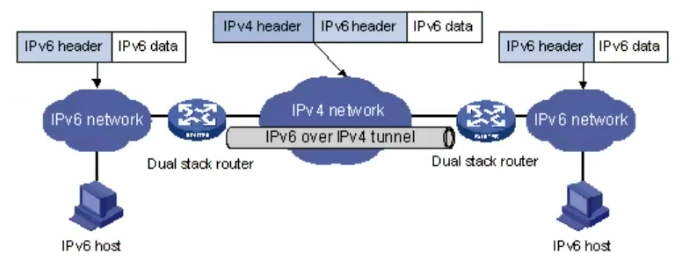 IPv4 header IPv6 header IPv6 data
IPv6 header IPv6 data
IPv6 header IPv6 data
IPv6 network
IPv4 network
IPv6 network
IPv6 over IPv4 tunnel
Dual stack router
Dual stack router
IPv6 host
IPv6 host